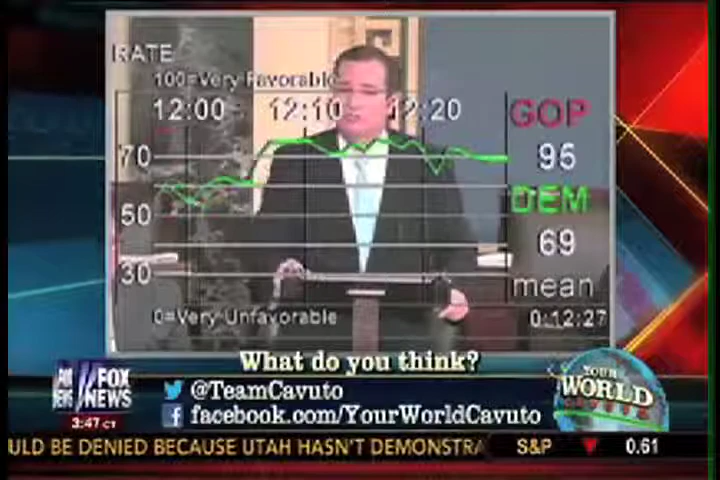 RATE
100=Very Favorable
12:00 12:10 12:20
GOP
95
70
DEM
50
69
30
mean
0=Very Unfavorable
0:12:27
What do you think?
FOX
NEWS
@TeamCavuto
facebook.com/YourWorldCavuto
YOUR
WORLD
CAVUTO
3:47 CT
ULD BE DENIED BECAUSE UTAH HASN'T DEMONSTRA S&P 0.61